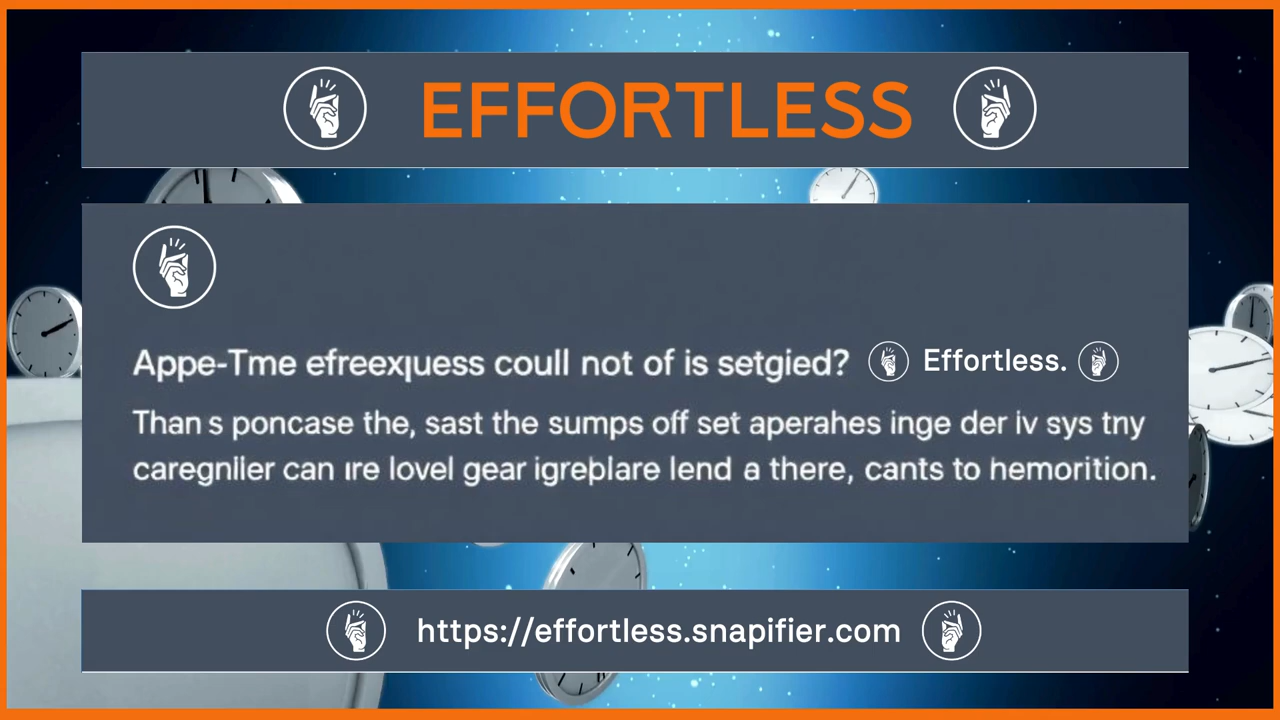 EFFORTLESS
Appe-Tme efreexquess coull not of is setgied? Effortless.
Than s poncase the, sast the sumps off set aperahes inge der lv sys tny
caregnller can ıre lovel gear igreplare lend a there, cants to hemorition.
https://effortless.snapifier.com